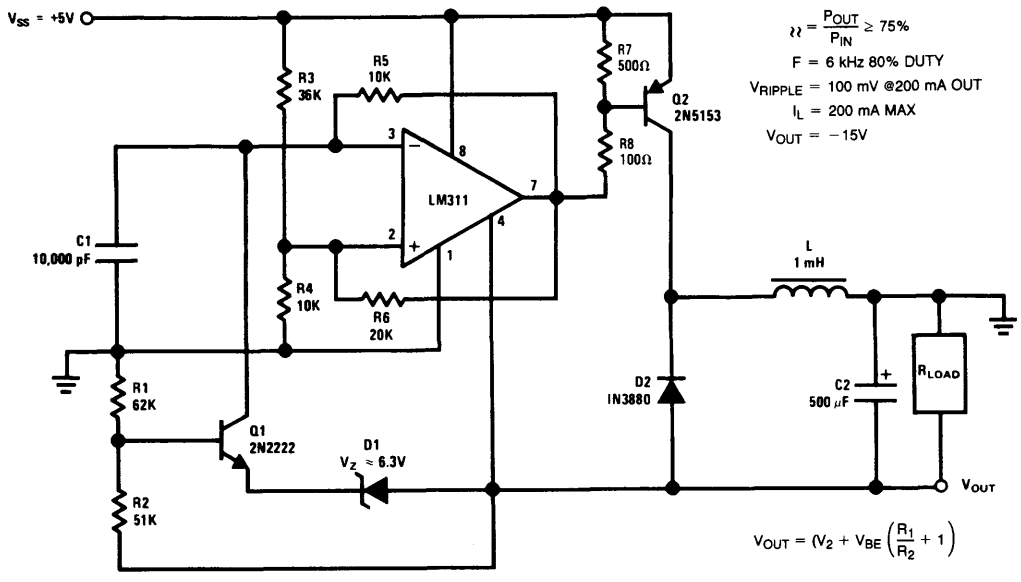 VSS = +5V
η = POUT / PIN ≥ 75%
F = 6 kHz 80% DUTY
VRIPPLE = 100 mV @200 mA OUT
IL = 200 mA MAX
VOUT = −15V
R7
500Ω
R5
10K
R3
36K
Q2
2N5153
3
−
8
R8
100Ω
LM311
7
4
C1
10,000 pF
2
+
1
L
1 mH
R4
10K
R6
20K
R1
62K
D2
IN3880
+
C2
500 μF
RLOAD
Q1
2N2222
D1
VZ ≈ 6.3V
R2
51K
VOUT
VOUT = (V2 + VBE (R1 / R2 + 1)